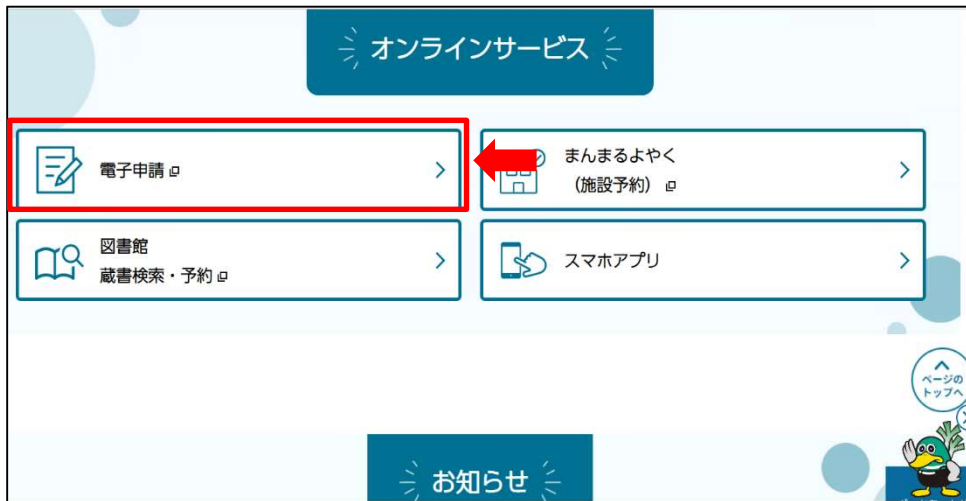 オンラインサービス
電子申請
まんまるよやく
(施設予約)
図書館
蔵書検索・予約
スマホアプリ
ページの
トップへ
お知らせ